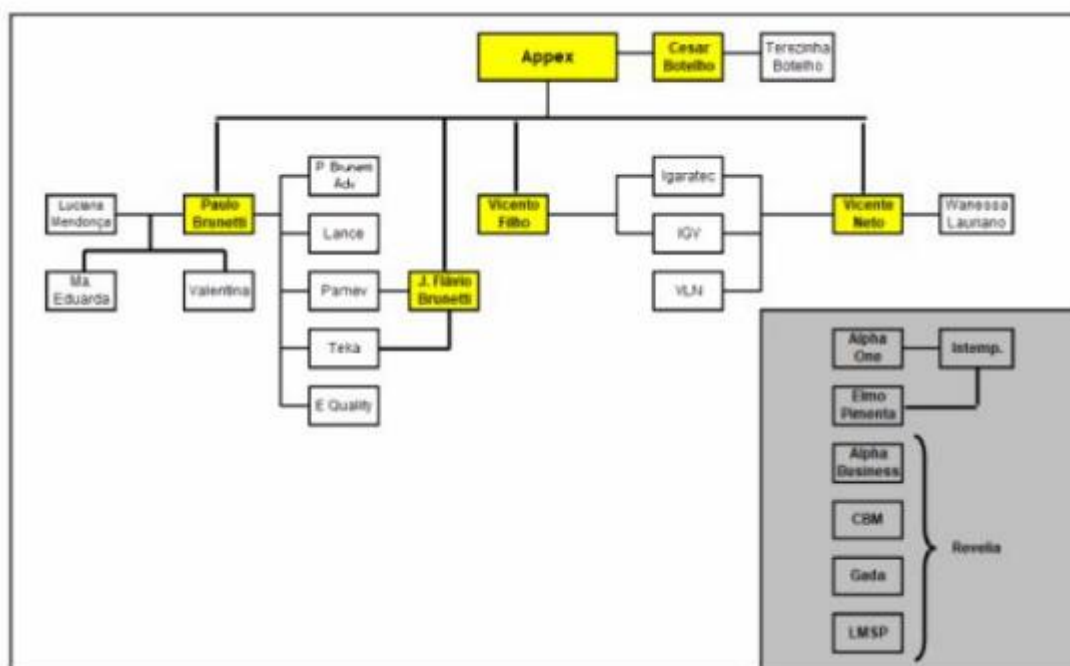 Appex
Cesar
Botelho
Terezinha
Botelho
Luciana
Mendonça
Paulo
Brunetti
P. Brunetti
Adv
Lance
Parnev
Teka
E Quality
Ma.
Eduarda
Valentina
J. Flávio
Brunetti
Vicento
Filho
Igaratec
IGV
VLN
Vicente
Neto
Wanessa
Lauriano
Alpha
One
Intemp.
Elmo
Pimenta
Alpha
Business
CBM
Gada
LMSP
Revelia